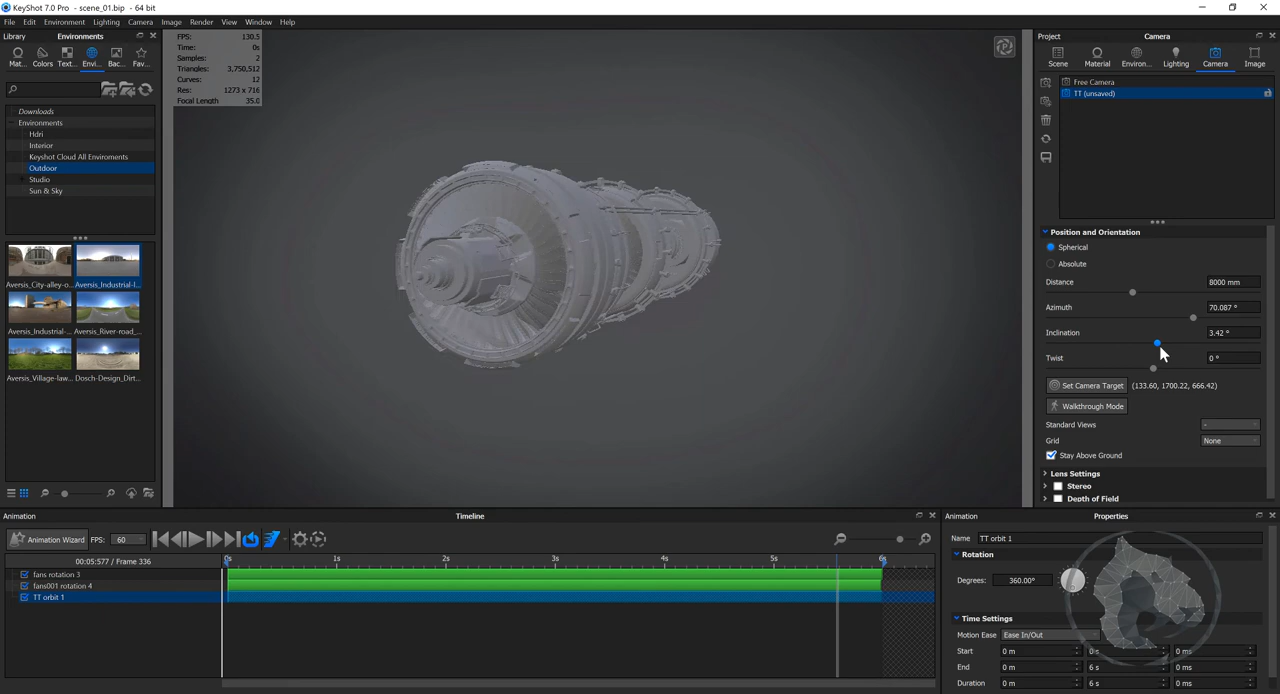 KeyShot 7.0 Pro - scene_01.bip - 64 bit
File Edit Environment Lighting Camera Image Render View Window Help
Library Environments
Mat... Colors Text... Envi... Bac... Fav...
Downloads
Environments
Hdri
Interior
Keyshot Cloud All Enviroments
Outdoor
Studio
Sun & Sky
Aversis_City-alley-o... Aversis_Industrial-l...
Aversis_Industrial-... Aversis_River-road_...
Aversis_Village-law... Dosch-Design_Dirt...
FPS: 130.5
Time: 0s
Samples: 2
Triangles: 3,750,512
Curves: 12
Res: 1273 x 716
Focal Length 35.0
Project Camera
Scene Material Environ... Lighting Camera Image
Free Camera
TT (unsaved)
Position and Orientation
Spherical
Absolute
Distance 8000 mm
Azimuth 70.087 °
Inclination 3.42 °
Twist 0 °
Set Camera Target (133.60, 1700.22, 666.42)
Walkthrough Mode
Standard Views -
Grid None
Stay Above Ground
Lens Settings
Stereo
Depth of Field
Animation Timeline
Animation Wizard FPS: 60
00:05:577 / Frame 336 0s 1s 2s 3s 4s 5s 6s
fans rotation 3
fans001 rotation 4
TT orbit 1
Animation Properties
Name TT orbit 1
Rotation
Degrees: 360.00°
Time Settings
Motion Ease Ease In/Out
Start 0 m 0 s 0 ms
End 0 m 6 s 0 ms
Duration 0 m 6 s 0 ms